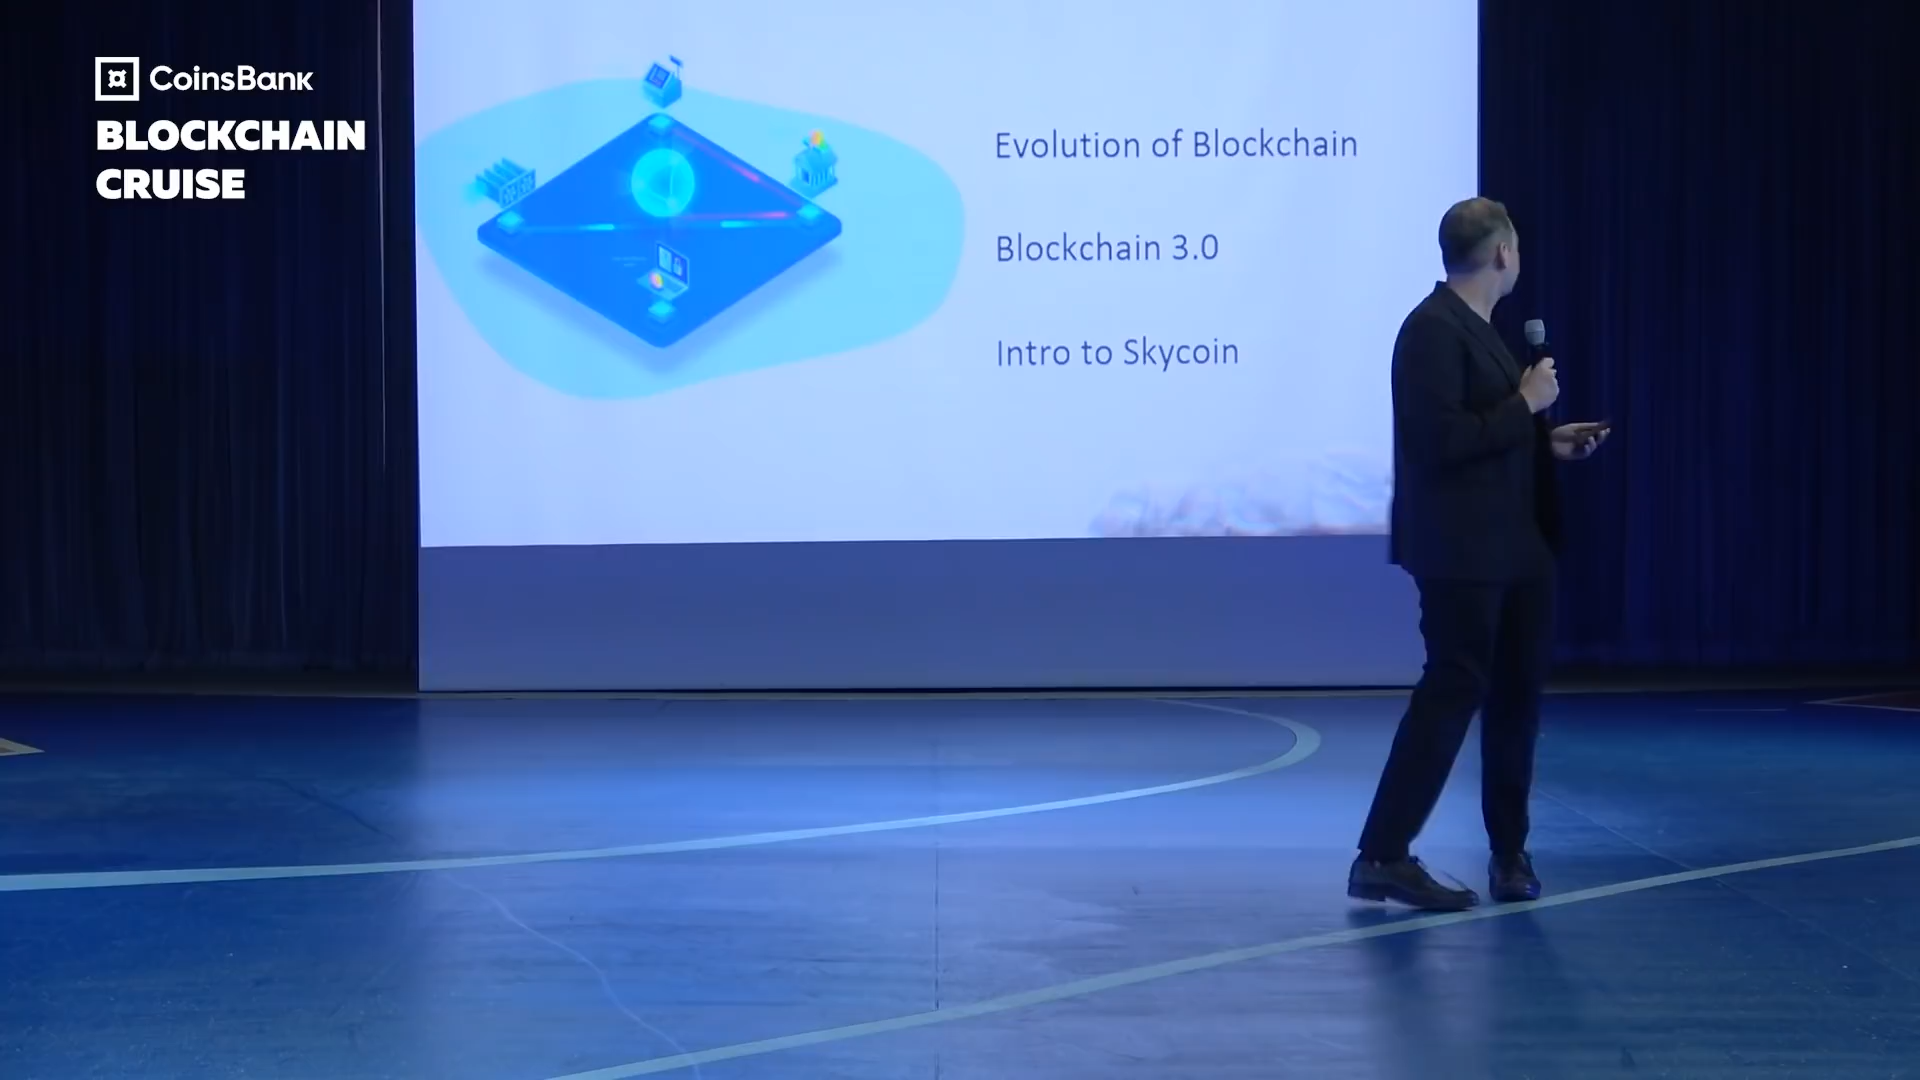 CoinsBank
BLOCKCHAIN
CRUISE
Evolution of Blockchain
Blockchain 3.0
Intro to Skycoin